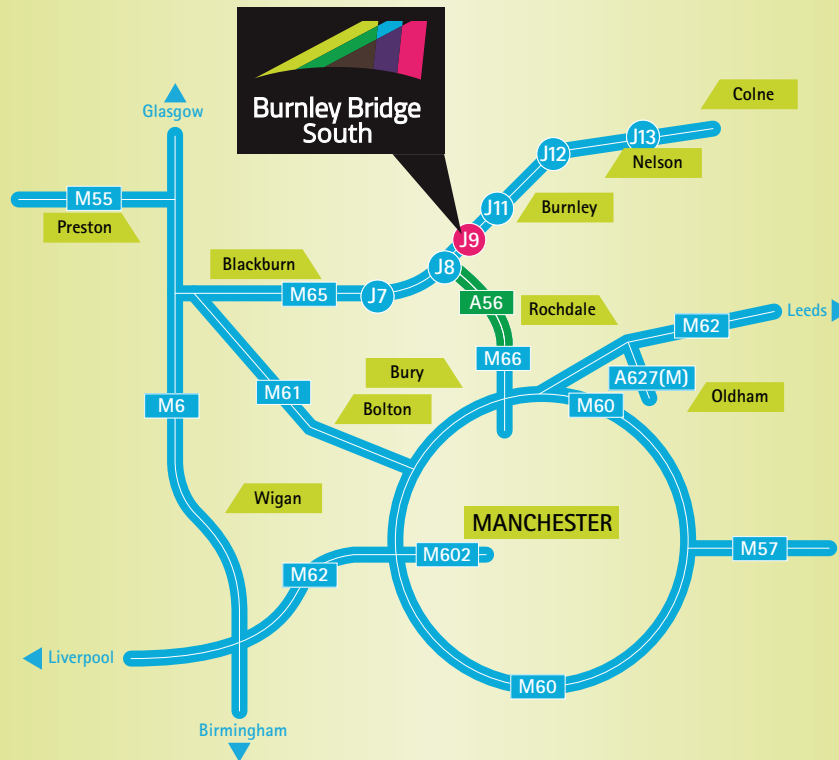 Burnley Bridge
South
Glasgow
Colne
J13
J12
Nelson
M55
J11
Burnley
Preston
J9
Blackburn
J8
M65
J7
A56
Rochdale
M62
Leeds
M66
Bury
A627(M)
M61
M6
Bolton
M60
Oldham
Wigan
MANCHESTER
M602
M57
M62
Liverpool
M60
Birmingham